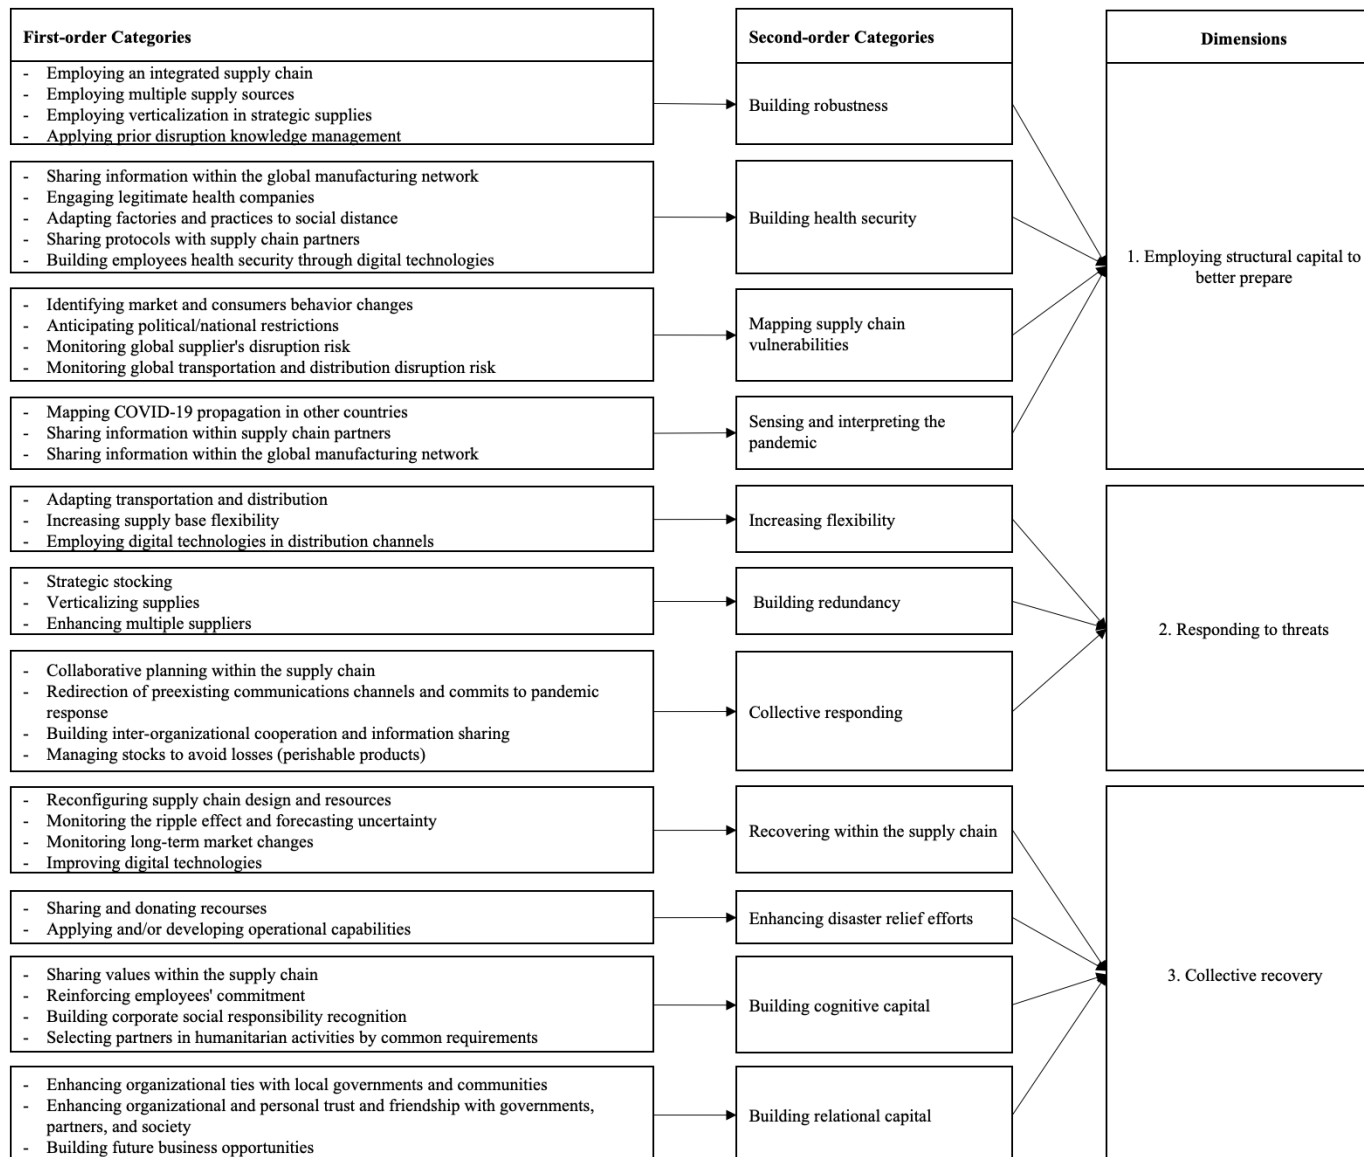 First-order Categories
- Employing an integrated supply chain
- Employing multiple supply sources
- Employing verticalization in strategic supplies
- Applying prior disruption knowledge management
- Sharing information within the global manufacturing network
- Engaging legitimate health companies
- Adapting factories and practices to social distance
- Sharing protocols with supply chain partners
- Building employees health security through digital technologies
- Identifying market and consumers behavior changes
- Anticipating political/national restrictions
- Monitoring global supplier's disruption risk
- Monitoring global transportation and distribution disruption risk
- Mapping COVID-19 propagation in other countries
- Sharing information within supply chain partners
- Sharing information within the global manufacturing network
- Adapting transportation and distribution
- Increasing supply base flexibility
- Employing digital technologies in distribution channels
- Strategic stocking
- Verticalizing supplies
- Enhancing multiple suppliers
- Collaborative planning within the supply chain
- Redirection of preexisting communications channels and commits to pandemic
response
- Building inter-organizational cooperation and information sharing
- Managing stocks to avoid losses (perishable products)
- Reconfiguring supply chain design and resources
- Monitoring the ripple effect and forecasting uncertainty
- Monitoring long-term market changes
- Improving digital technologies
- Sharing and donating recourses
- Applying and/or developing operational capabilities
- Sharing values within the supply chain
- Reinforcing employees' commitment
- Building corporate social responsibility recognition
- Selecting partners in humanitarian activities by common requirements
- Enhancing organizational ties with local governments and communities
- Enhancing organizational and personal trust and friendship with governments,
partners, and society
- Building future business opportunities
Second-order Categories
Building robustness
Building health security
Mapping supply chain
vulnerabilities
Sensing and interpreting the
pandemic
Increasing flexibility
Building redundancy
Collective responding
Recovering within the supply chain
Enhancing disaster relief efforts
Building cognitive capital
Building relational capital
Dimensions
1. Employing structural capital to
better prepare
2. Responding to threats
3. Collective recovery